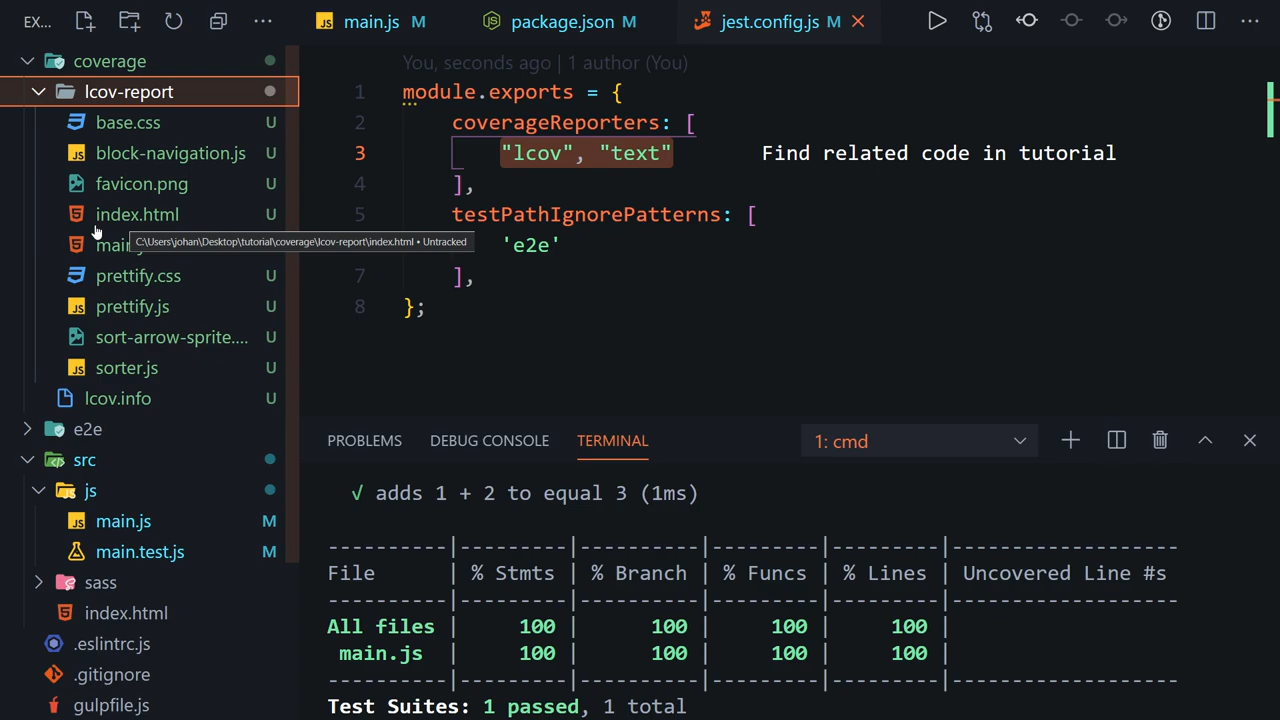 EX...
main.js M
package.json M
jest.config.js M
coverage
lcov-report
base.css U
block-navigation.js U
favicon.png U
index.html U
C:\Users\johan\Desktop\tutorial\coverage\lcov-report\index.html • Untracked
prettify.css U
prettify.js U
sort-arrow-sprite.... U
sorter.js U
lcov.info U
e2e
src
js
main.js M
main.test.js M
sass
index.html
.eslintrc.js
.gitignore
gulpfile.js
You, seconds ago | 1 author (You)
1 module.exports = {
2 coverageReporters: [
3 "lcov", "text" Find related code in tutorial
4 ],
5 testPathIgnorePatterns: [
'e2e'
7 ],
8 };
PROBLEMS DEBUG CONSOLE TERMINAL 1: cmd
√ adds 1 + 2 to equal 3 (1ms)
----------|---------|----------|---------|---------|-------------------
File | % Stmts | % Branch | % Funcs | % Lines | Uncovered Line #s
----------|---------|----------|---------|---------|-------------------
All files | 100 | 100 | 100 | 100 |
main.js | 100 | 100 | 100 | 100 |
----------|---------|----------|---------|---------|-------------------
Test Suites: 1 passed, 1 total